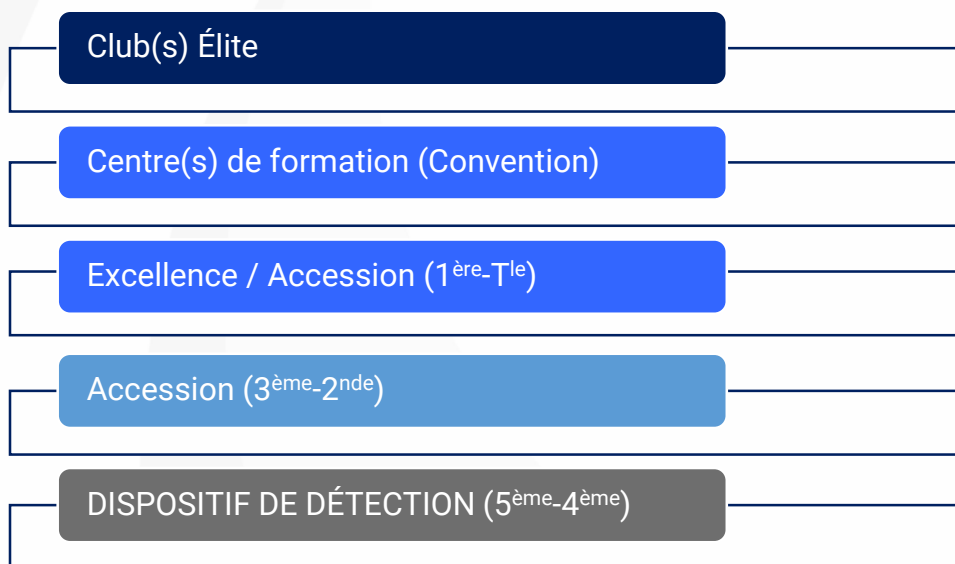 Club(s) Élite
Centre(s) de formation (Convention)
Excellence / Accession (1ère-Tle)
Accession (3ème-2nde)
DISPOSITIF DE DÉTECTION (5ème-4ème)